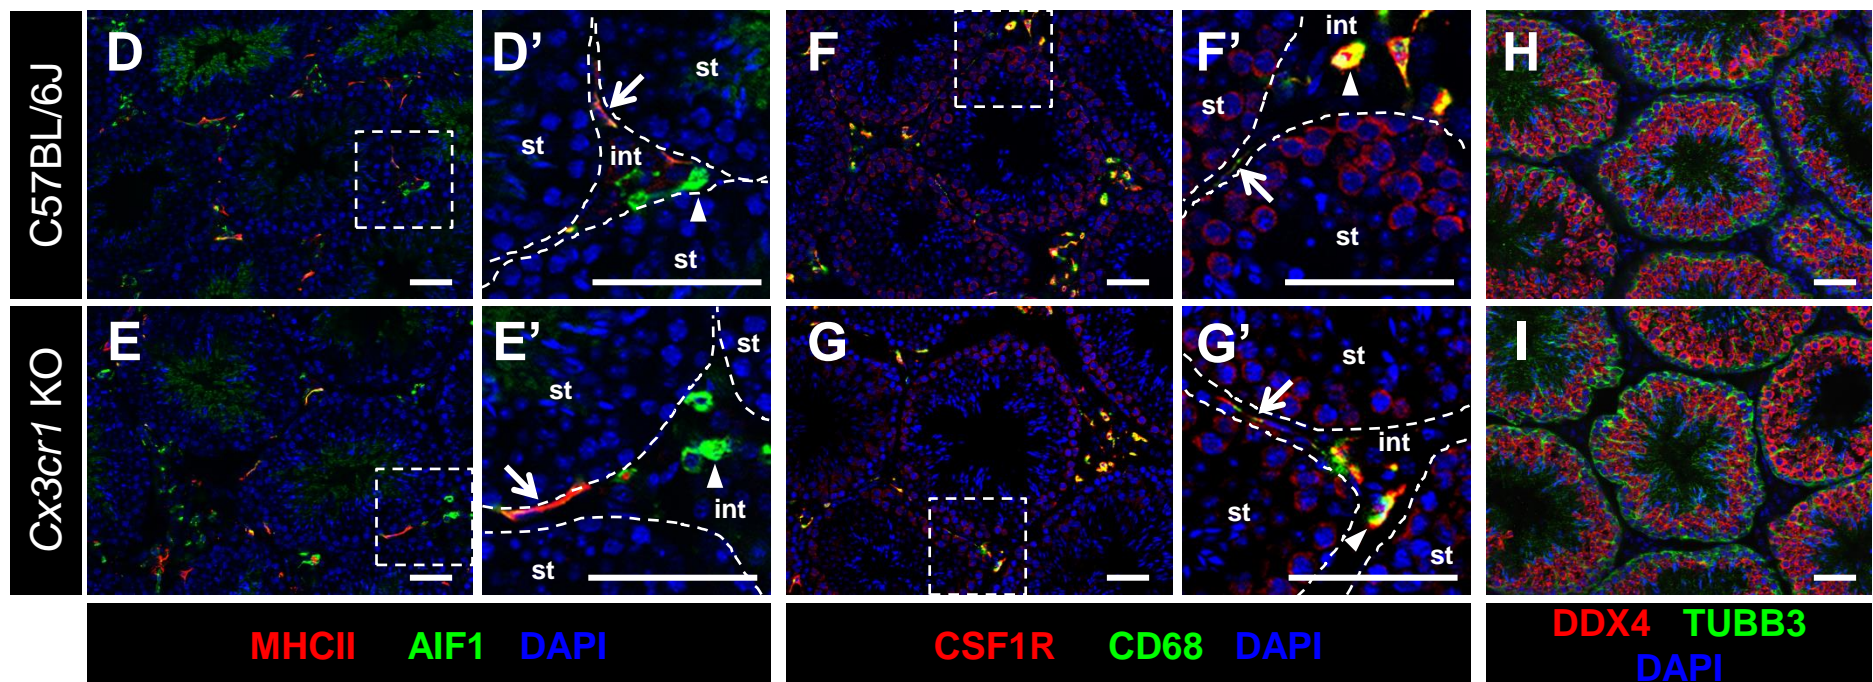 C57BL/6J
D
D’
st
st
int
st
F
F’
int
st
st
H
Cx3cr1 KO
E
E’
st
st
int
st
G
G’
st
int
st
st
I
MHCII AIF1 DAPI
CSF1R CD68 DAPI
DDX4 TUBB3
DAPI